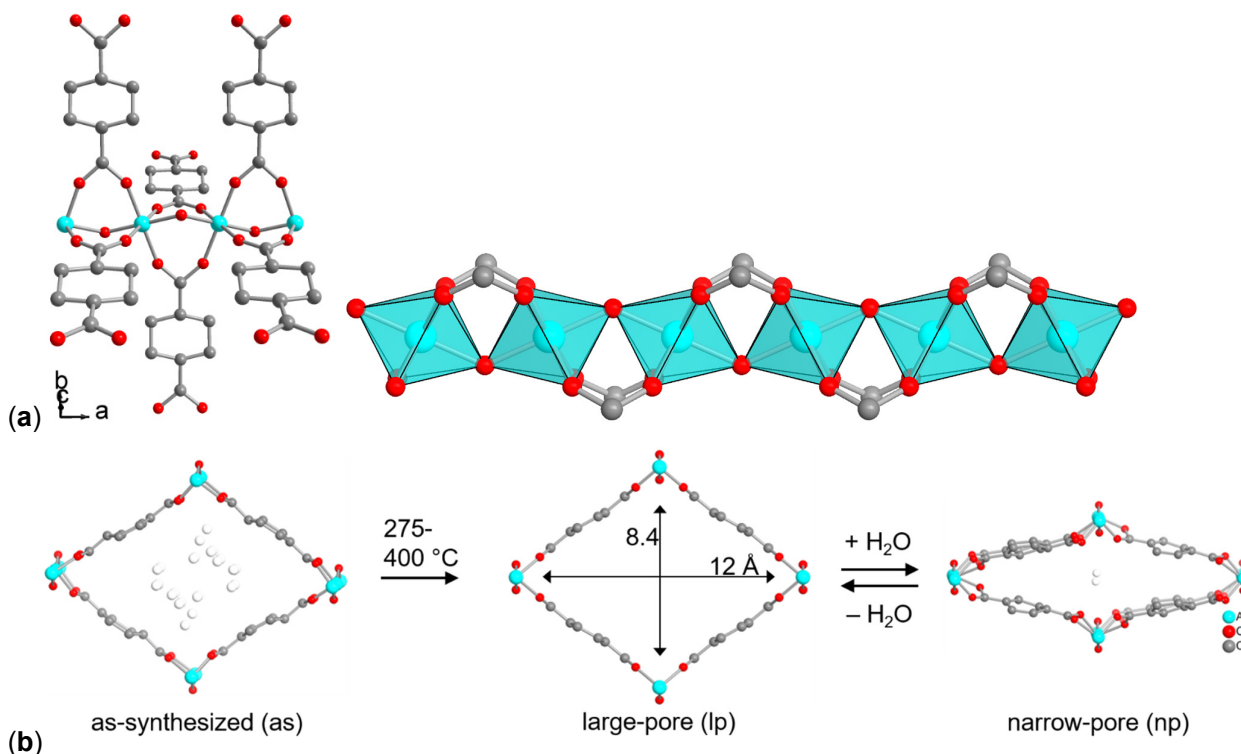 b
c
a
(a)
275-
400 °C
8.4
12 Å
+ H₂O
– H₂O
as-synthesized (as)
large-pore (lp)
narrow-pore (np)
(b)